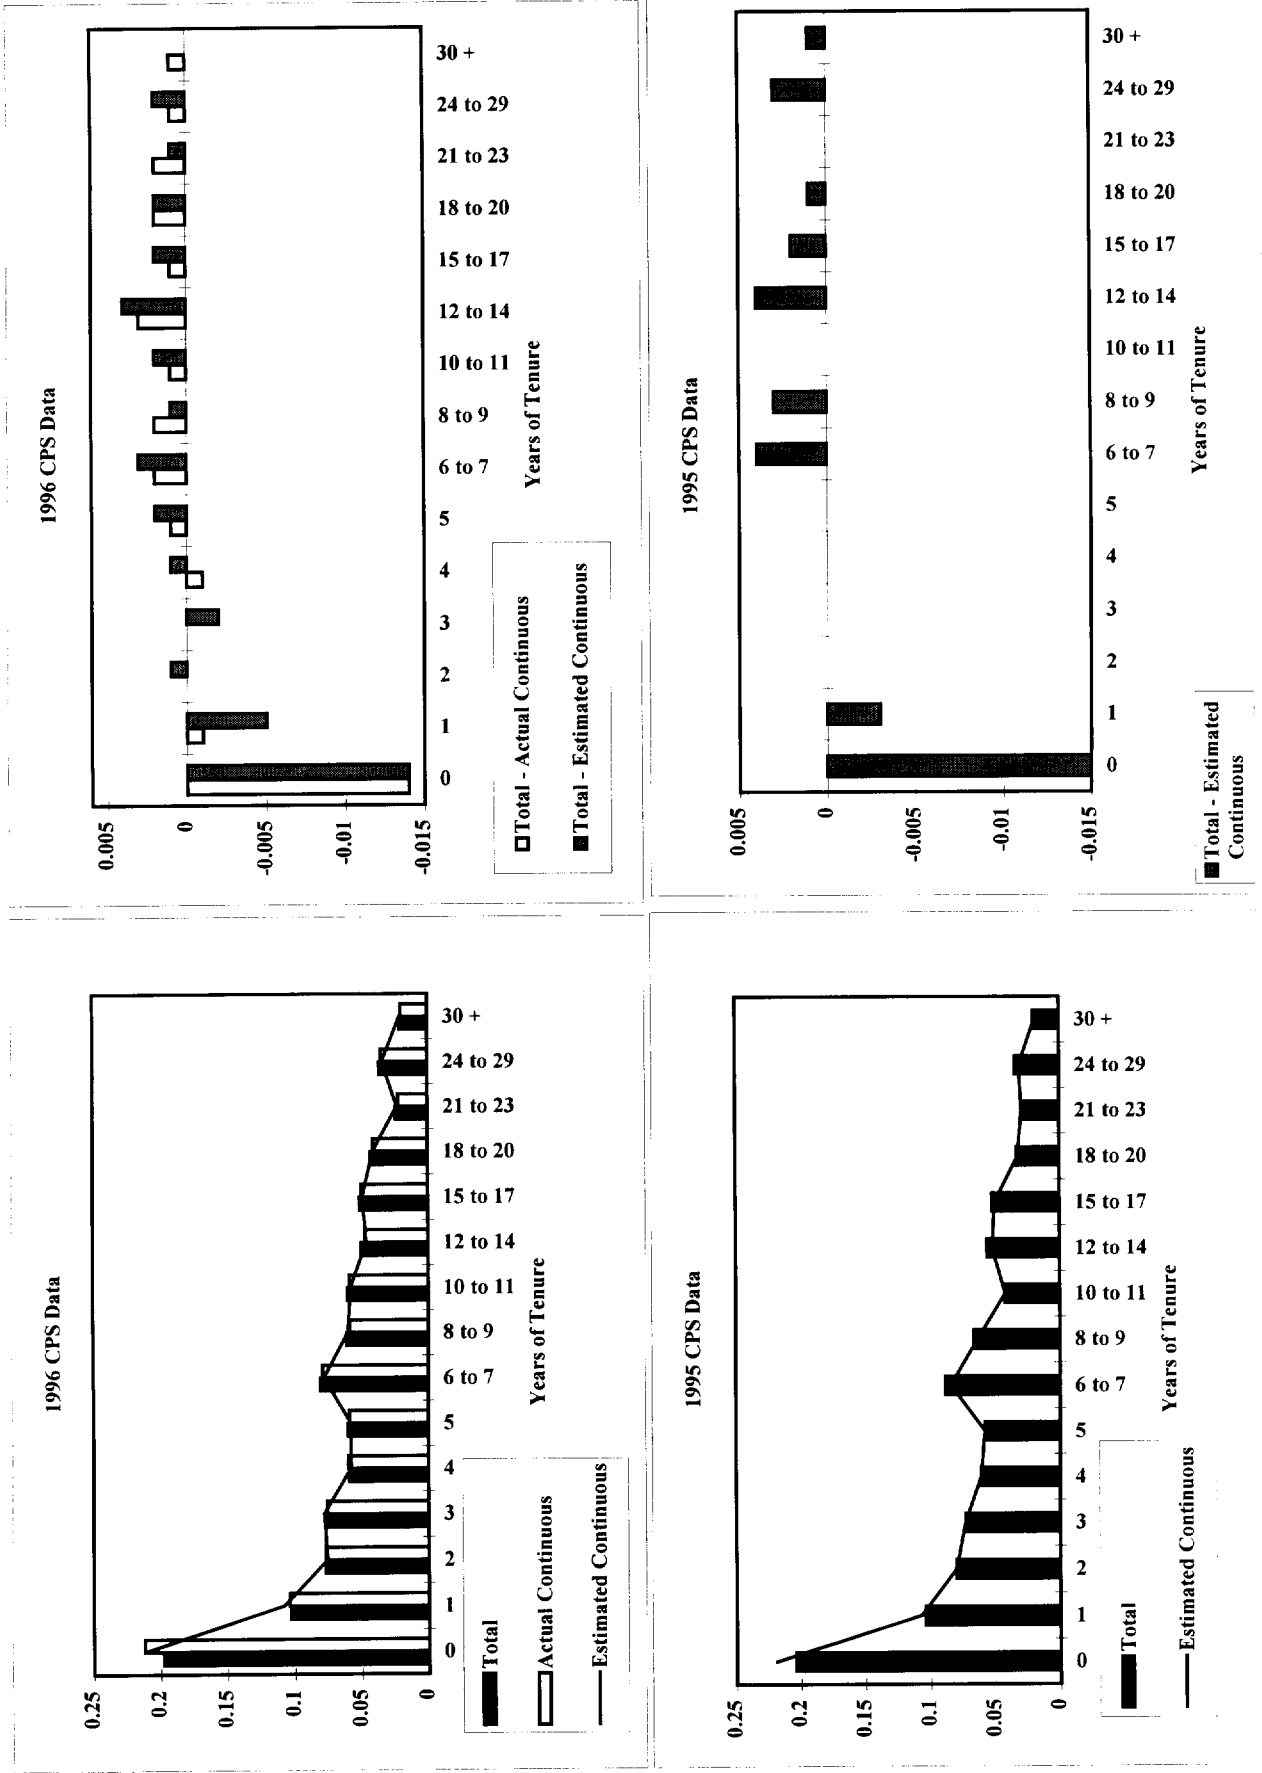 1996 CPS Data
0.25
0.2
0.15
0.1
0.05
0
0 1 2 3 4 5 6 to 7 8 to 9 10 to 11 12 to 14 15 to 17 18 to 20 21 to 23 24 to 29 30 +
Years of Tenure
Total
Actual Continuous
Estimated Continuous
1996 CPS Data
0.005
0
-0.005
-0.01
-0.015
0 1 2 3 4 5 6 to 7 8 to 9 10 to 11 12 to 14 15 to 17 18 to 20 21 to 23 24 to 29 30 +
Years of Tenure
Total - Actual Continuous
Total - Estimated Continuous
1995 CPS Data
0.25
0.2
0.15
0.1
0.05
0
0 1 2 3 4 5 6 to 7 8 to 9 10 to 11 12 to 14 15 to 17 18 to 20 21 to 23 24 to 29 30 +
Years of Tenure
Total
Estimated Continuous
1995 CPS Data
0.005
0
-0.005
-0.01
-0.015
0 1 2 3 4 5 6 to 7 8 to 9 10 to 11 12 to 14 15 to 17 18 to 20 21 to 23 24 to 29 30 +
Years of Tenure
Total - Estimated
Continuous